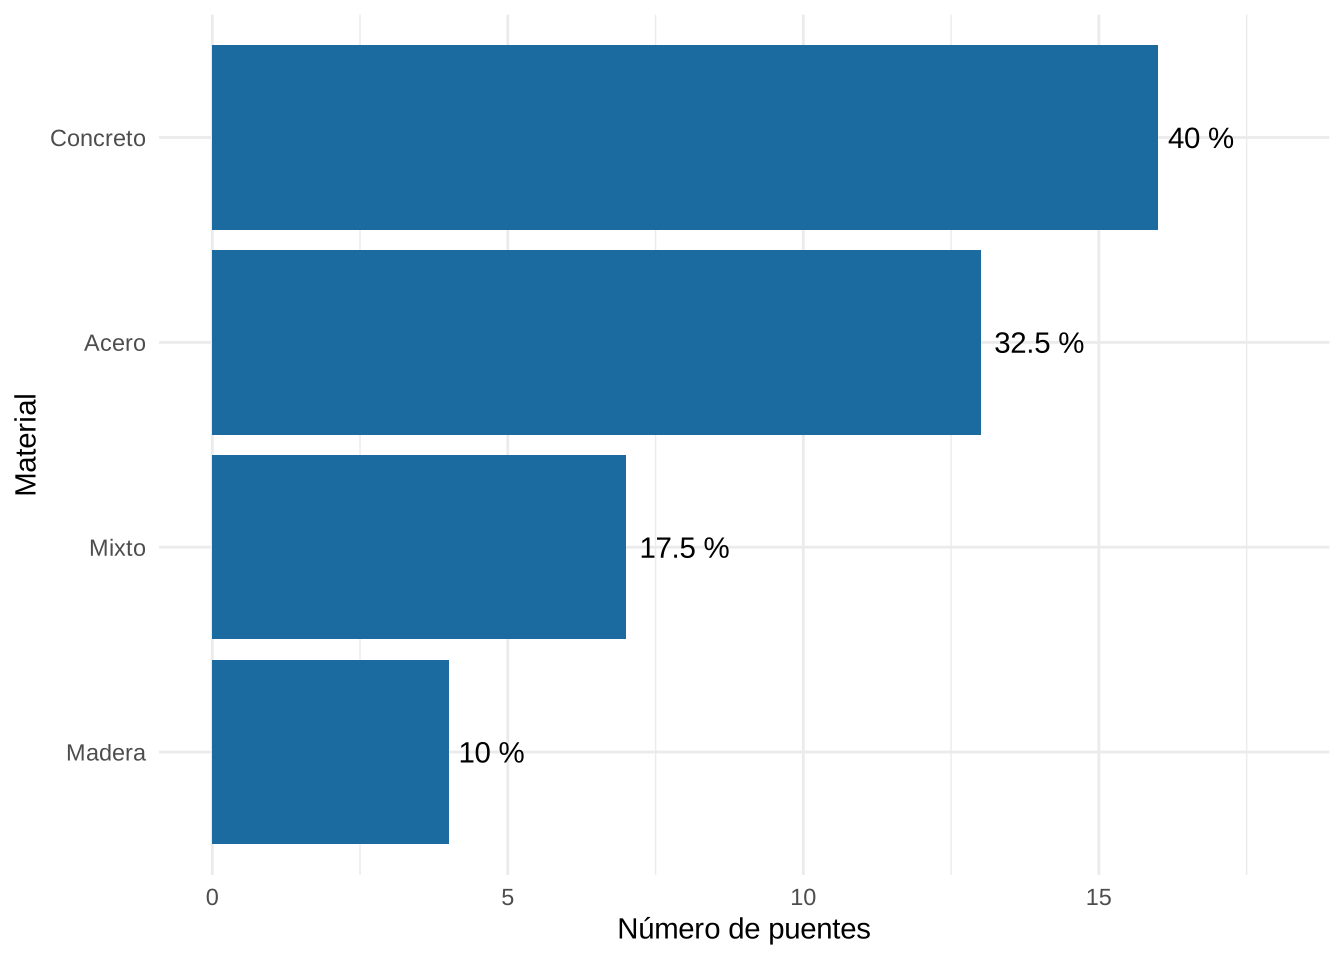 Concreto
40 %
Acero
32.5 %
Mixto
17.5 %
Madera
10 %
Material
0 5 10 15
Número de puentes